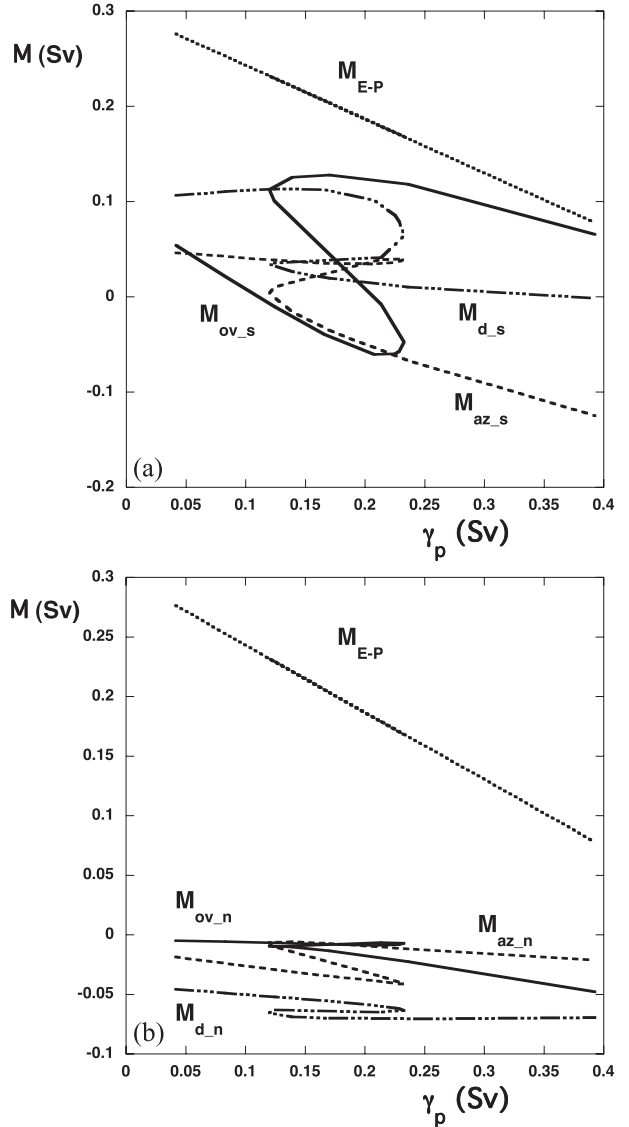 M (Sv)
0.3
0.2
0.1
0
-0.1
-0.2
M_E-P
M_ov_s
M_d_s
M_az_s
(a)
0 0.05 0.1 0.15 0.2 0.25 0.3 0.35 0.4
γ_p (Sv)
M (Sv)
0.3
0.25
0.2
0.15
0.1
0.05
0
-0.05
-0.1
M_E-P
M_ov_n
M_az_n
M_d_n
(b)
0 0.05 0.1 0.15 0.2 0.25 0.3 0.35 0.4
γ_p (Sv)